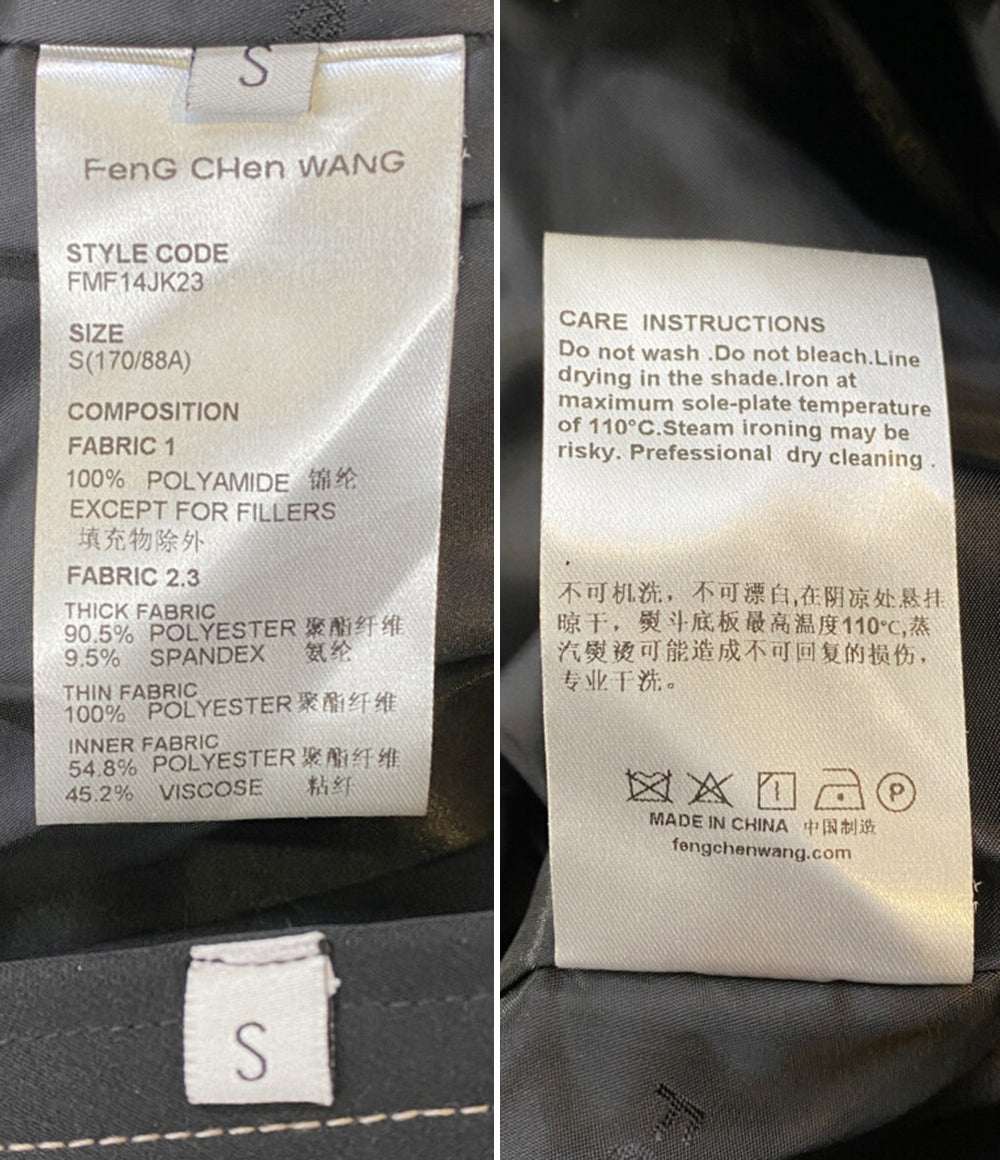 S
FenG CHen WANG
STYLE CODE
FMF14JK23
SIZE
S(170/88A)
COMPOSITION
FABRIC 1
100% POLYAMIDE 锦纶
EXCEPT FOR FILLERS
填充物除外
FABRIC 2.3
THICK FABRIC
90.5% POLYESTER 聚酯纤维
9.5% SPANDEX 氨纶
THIN FABRIC
100% POLYESTER 聚酯纤维
INNER FABRIC
54.8% POLYESTER 聚酯纤维
45.2% VISCOSE 粘纤
S
CARE INSTRUCTIONS
Do not wash .Do not bleach.Line
drying in the shade.Iron at
maximum sole-plate temperature
of 110°C.Steam ironing may be
risky. Prefessional dry cleaning .
不可机洗，不可漂白,在阴凉处悬挂
晾干，熨斗底板最高温度110℃,蒸
汽熨烫可能造成不可回复的损伤，
专业干洗。
P
MADE IN CHINA 中国制造
fengchenwang.com